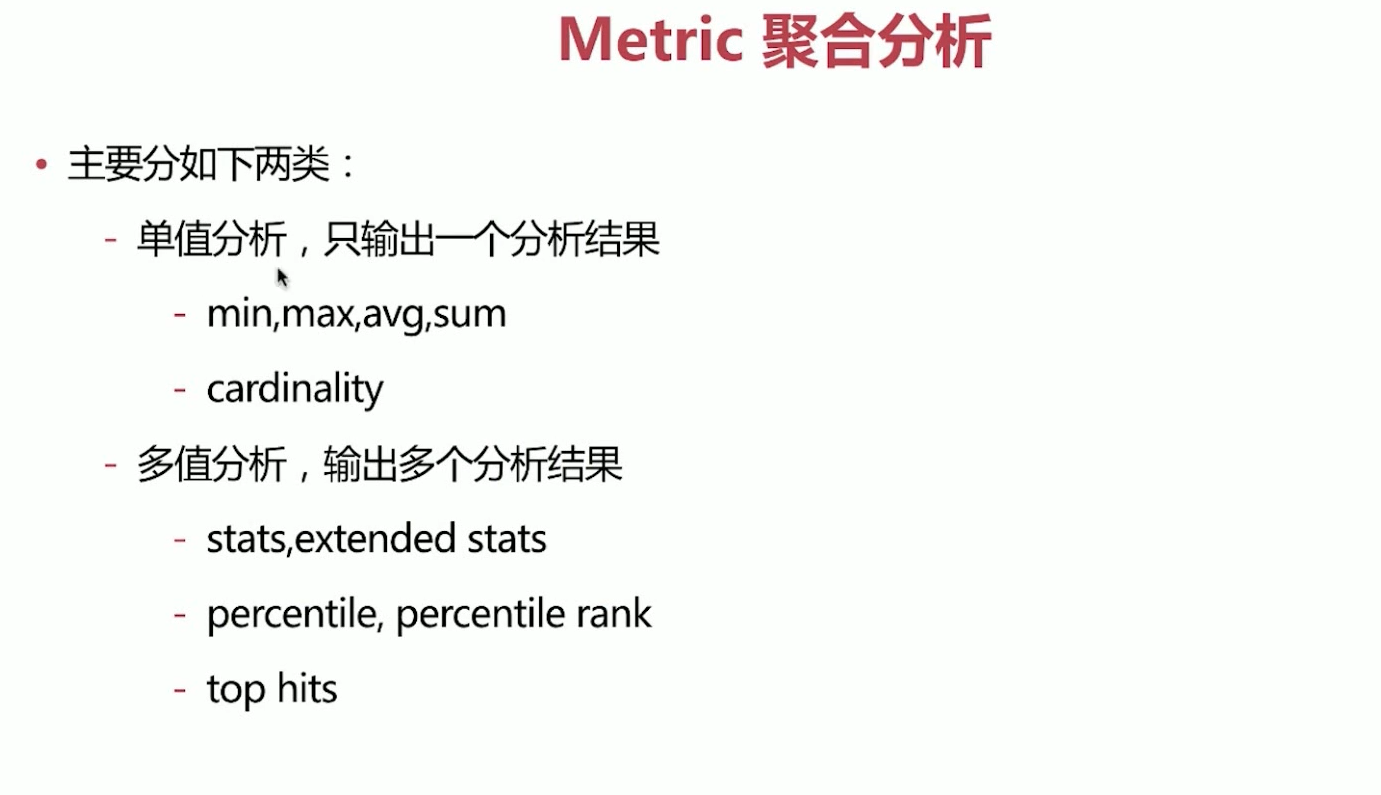 Metric 聚合分析
• 主要分如下两类：
- 单值分析，只输出一个分析结果
- min,max,avg,sum
- cardinality
- 多值分析，输出多个分析结果
- stats,extended stats
- percentile, percentile rank
- top hits